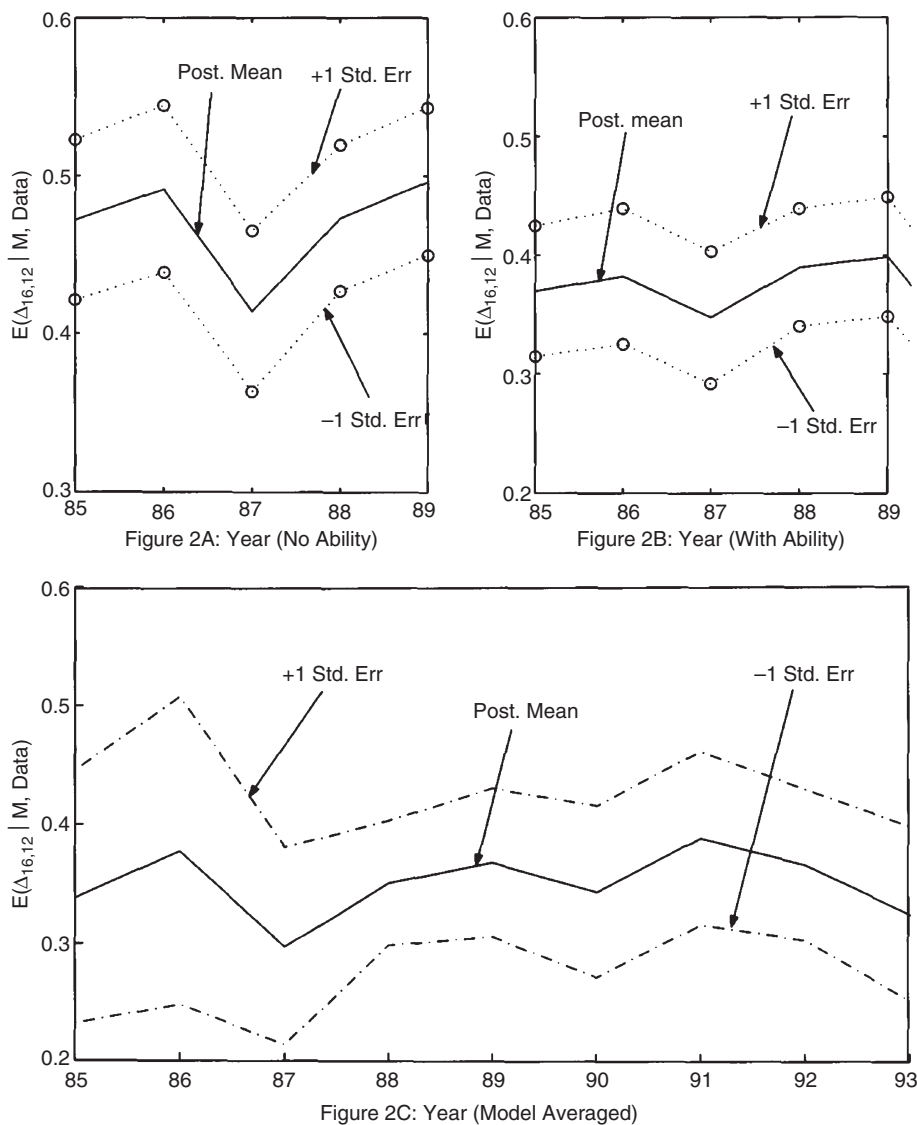 0.6
0.5
0.4
0.3
E(Δ16,12 | M, Data)
Post. Mean
+1 Std. Err
–1 Std. Err
85 86 87 88 89
Figure 2A: Year (No Ability)
0.6
0.5
0.4
0.3
0.2
E(Δ16,12 | M, Data)
Post. mean
+1 Std. Err
–1 Std. Err
85 86 87 88 89
Figure 2B: Year (With Ability)
0.6
0.5
0.4
0.3
0.2
E(Δ16,12 | M, Data)
+1 Std. Err
Post. Mean
–1 Std. Err
85 86 87 88 89 90 91 92 93
Figure 2C: Year (Model Averaged)